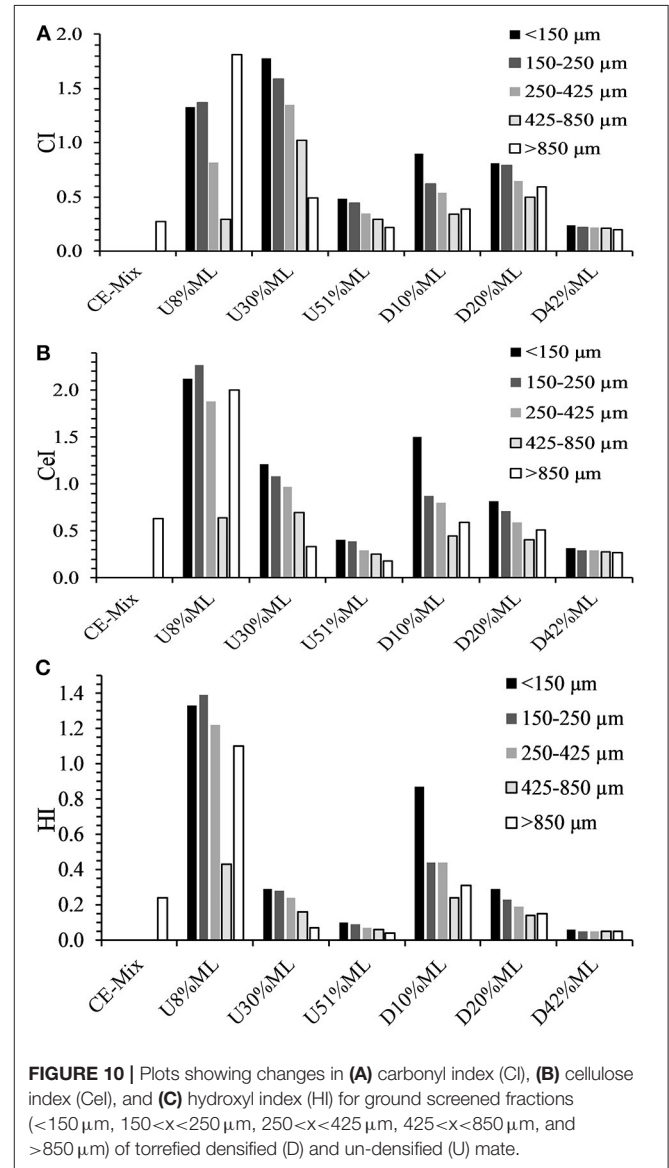 A
2.0
1.5
1.0
0.5
0.0
CI
<150 µm
150-250 µm
250-425 µm
425-850 µm
>850 µm
CE-Mix
U8%ML
U30%ML
U51%ML
D10%ML
D20%ML
D42%ML
B
2.0
1.5
1.0
0.5
0.0
CeI
<150 µm
150-250 µm
250-425 µm
425-850 µm
>850 µm
CE-Mix
U8%ML
U30%ML
U51%ML
D10%ML
D20%ML
D42%ML
C
1.4
1.2
1.0
0.8
0.6
0.4
0.2
0.0
HI
<150 µm
150-250 µm
250-425 µm
425-850 µm
>850 µm
CE-Mix
U8%ML
U30%ML
U51%ML
D10%ML
D20%ML
D42%ML
FIGURE 10 | Plots showing changes in (A) carbonyl index (CI), (B) cellulose
index (CeI), and (C) hydroxyl index (HI) for ground screened fractions
(<150 µm, 150<x<250 µm, 250<x<425 µm, 425<x<850 µm, and
>850 µm) of torrefied densified (D) and un-densified (U) mate.